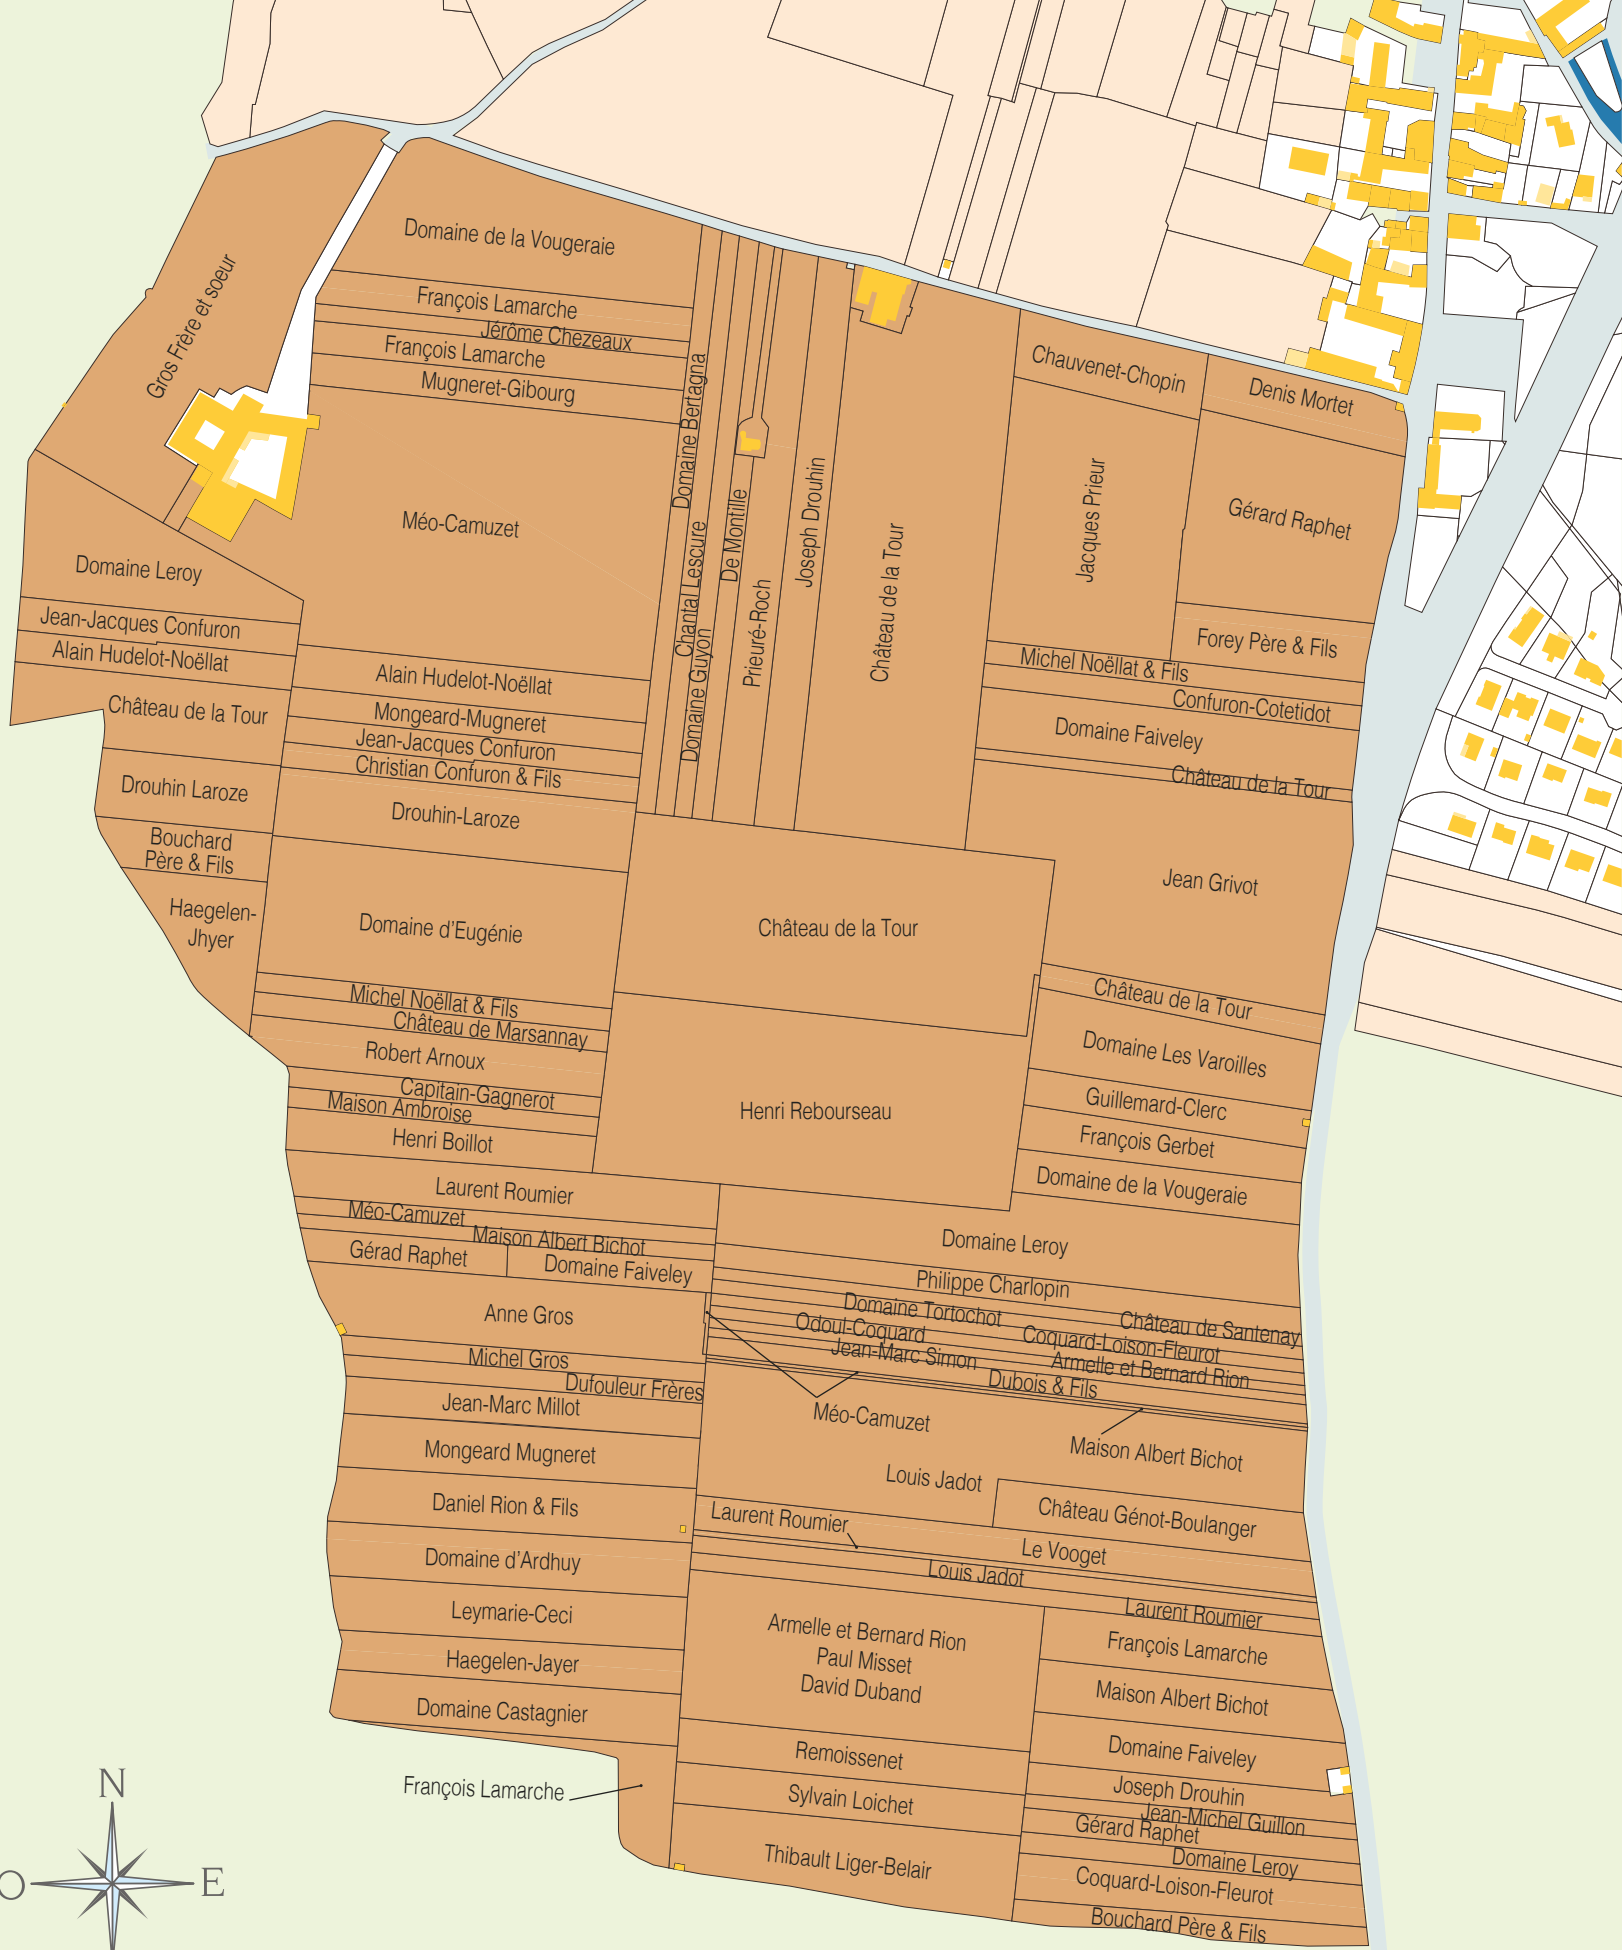 Domaine de la Vougeraie
Gros Frère et soeur
François Lamarche
Jérôme Chezeaux
François Lamarche
Mugneret-Gibourg
Méo-Camuzet
Domaine Bertagna
Chantal Lescure
Domaine Guyon
De Montille
Prieuré-Roch
Joseph Drouhin
Château de la Tour
Chauvenet-Chopin
Denis Mortet
Jacques Prieur
Gérard Raphet
Forey Père & Fils
Michel Noëllat & Fils
Confuron-Cotetidot
Domaine Faiveley
Château de la Tour
Jean Grivot
Domaine Leroy
Jean-Jacques Confuron
Alain Hudelot-Noëllat
Château de la Tour
Drouhin Laroze
Bouchard
Père & Fils
Haegelen-
Jhyer
Alain Hudelot-Noëllat
Mongeard-Mugneret
Jean-Jacques Confuron
Christian Confuron & Fils
Drouhin-Laroze
Domaine d'Eugénie
Château de la Tour
Michel Noëllat & Fils
Château de Marsannay
Robert Arnoux
Capitain-Gagnerot
Maison Ambroise
Henri Boillot
Henri Rebourseau
Château de la Tour
Domaine Les Varoilles
Guillemard-Clerc
François Gerbet
Domaine de la Vougeraie
Laurent Roumier
Méo-Camuzet
Maison Albert Bichot
Gérad Raphet
Domaine Faiveley
Anne Gros
Michel Gros
Dufouleur Frères
Jean-Marc Millot
Mongeard Mugneret
Daniel Rion & Fils
Domaine d'Ardhuy
Leymarie-Ceci
Haegelen-Jayer
Domaine Castagnier
François Lamarche
Domaine Leroy
Philippe Charlopin
Domaine Tortochot
Château de Santenay
Odoul-Coquard
Coquard-Loison-Fleurot
Jean-Marc Simon
Armelle et Bernard Rion
Dubois & Fils
Méo-Camuzet
Maison Albert Bichot
Louis Jadot
Château Génot-Boulanger
Laurent Roumier
Le Vooget
Louis Jadot
Laurent Roumier
Armelle et Bernard Rion
Paul Misset
David Duband
François Lamarche
Maison Albert Bichot
Remoissenet
Domaine Faiveley
Sylvain Loichet
Joseph Drouhin
Jean-Michel Guillon
Gérard Raphet
Thibault Liger-Belair
Domaine Leroy
Coquard-Loison-Fleurot
Bouchard Père & Fils
N
O
E